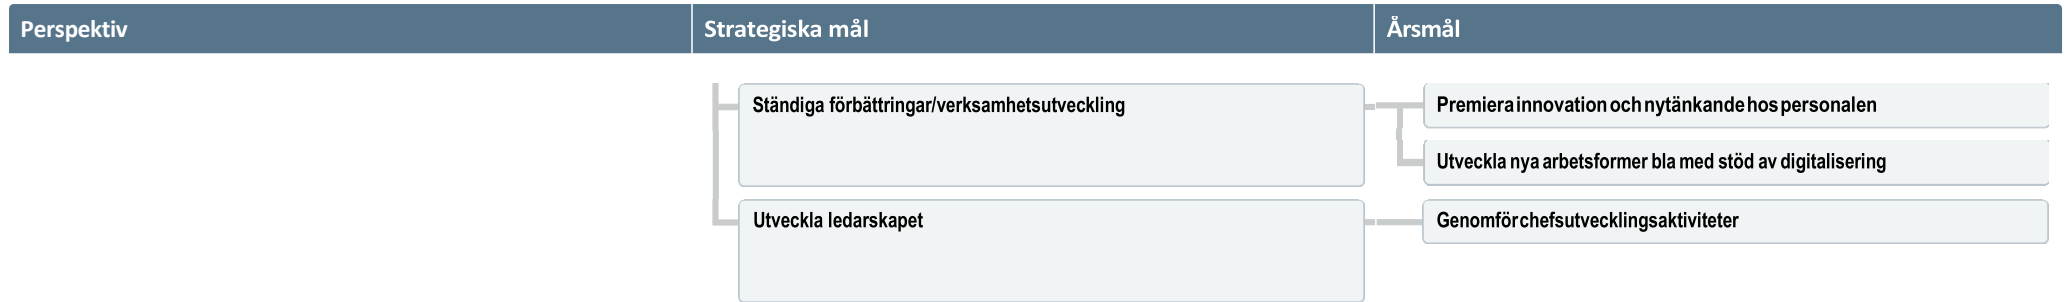 Perspektiv Strategiska mål Årsmål
Ständiga förbättringar/verksamhetsutveckling
Premiera innovation och nytänkande hos personalen
Utveckla nya arbetsformer bla med stöd av digitalisering
Utveckla ledarskapet
Genomför chefsutvecklingsaktiviteter